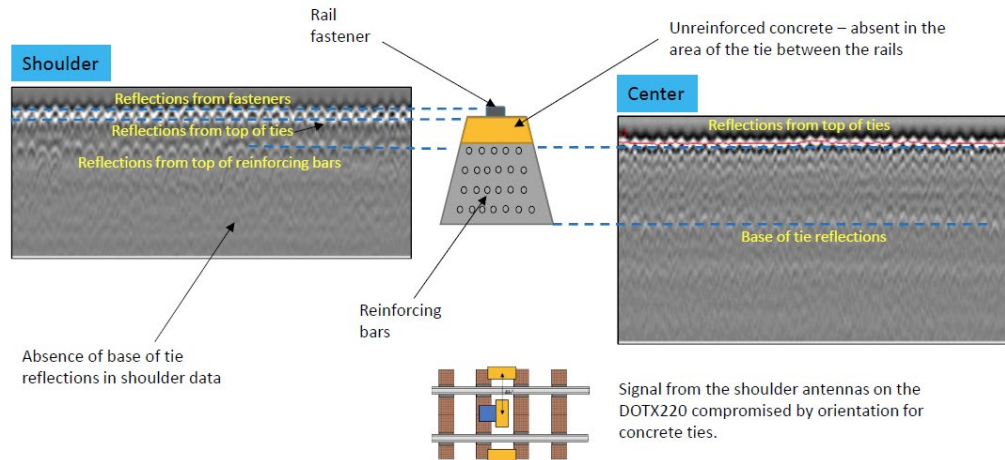 Rail
fastener
Unreinforced concrete – absent in the
area of the tie between the rails
Shoulder
Reflections from fasteners
Reflections from top of ties
Reflections from top of reinforcing bars
Center
Reflections from top of ties
Base of tie reflections
Reinforcing
bars
Absence of base of tie
reflections in shoulder data
Signal from the shoulder antennas on the
DOTX220 compromised by orientation for
concrete ties.